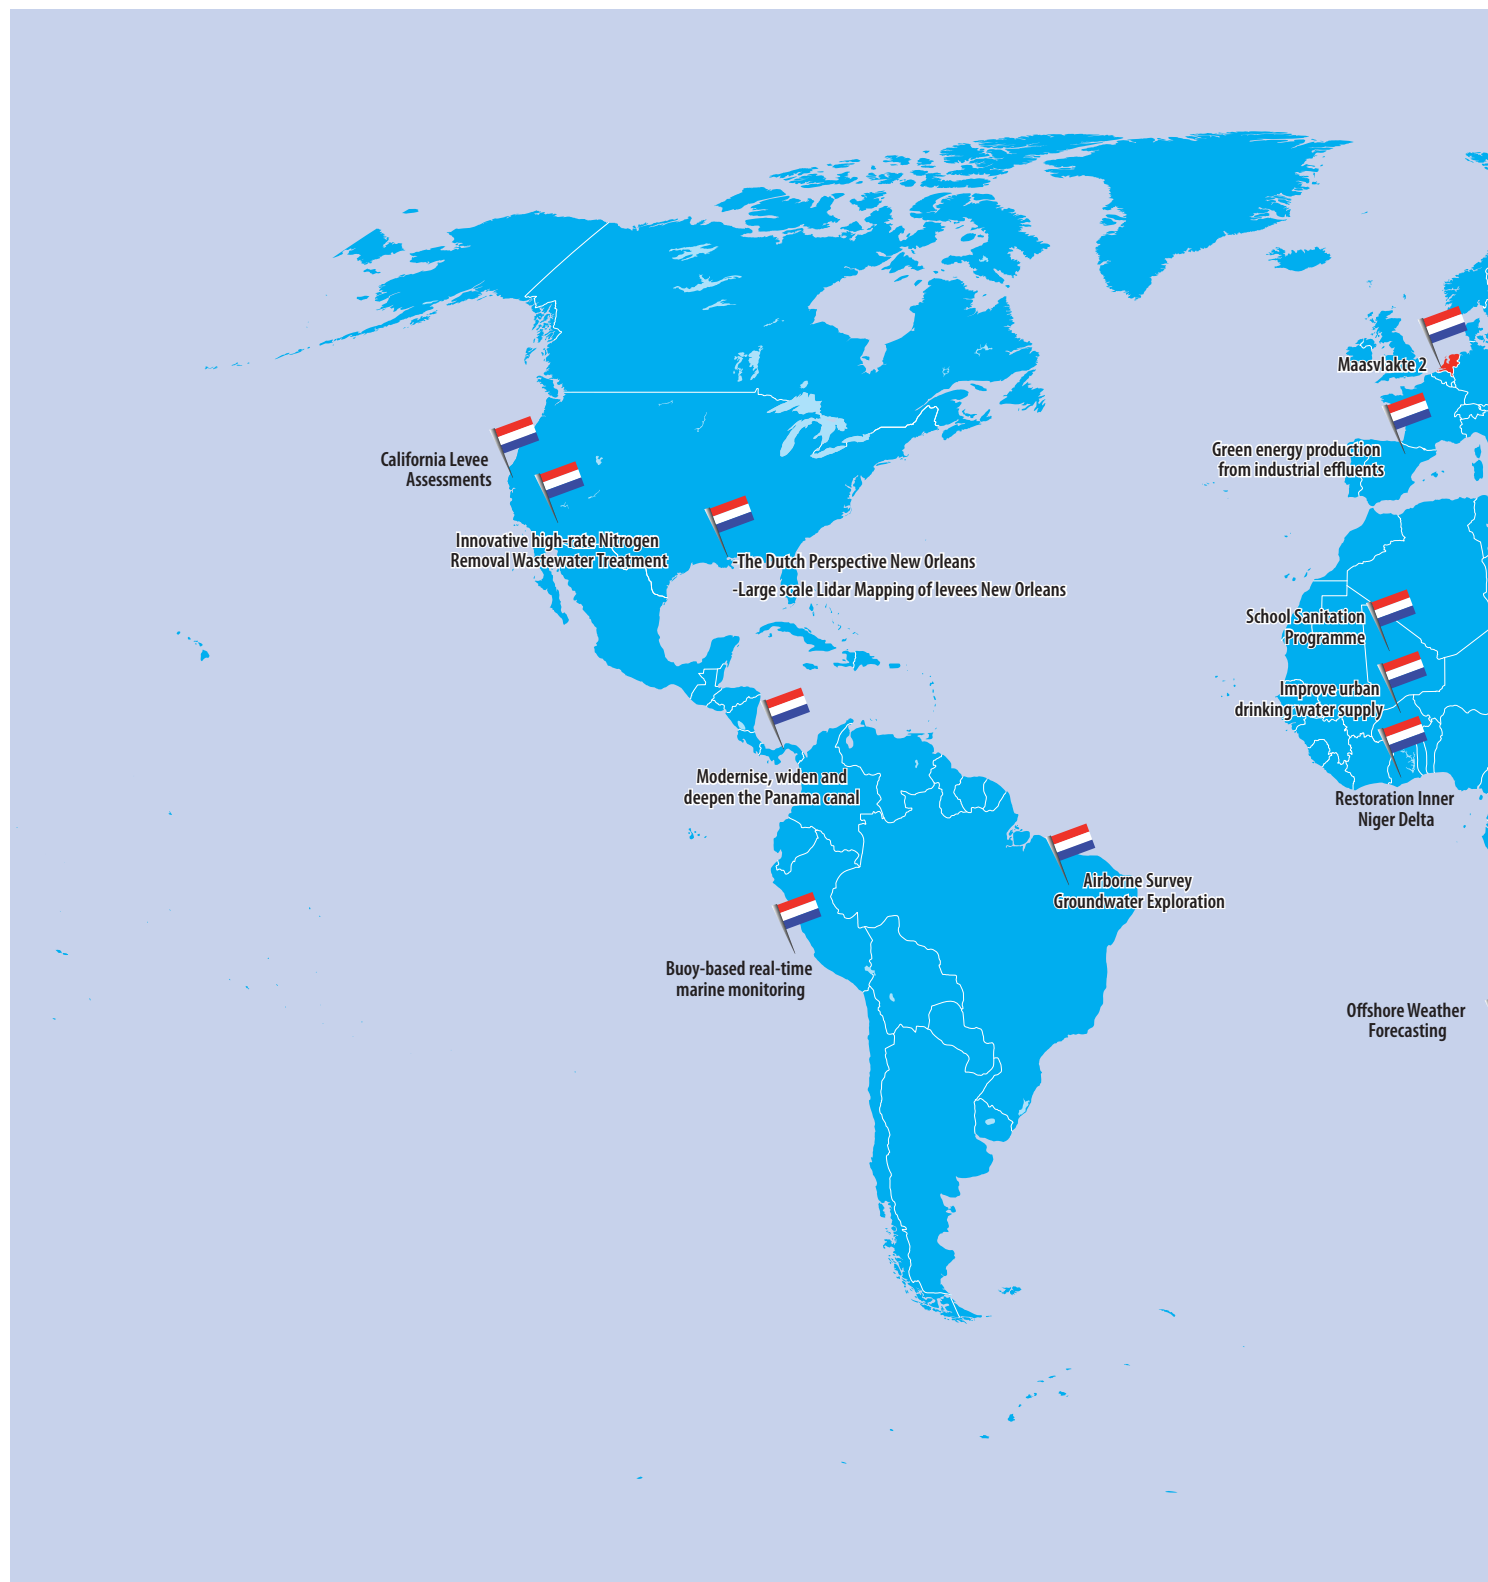 Maasvlakte 2
Green energy production
from industrial effluents
California Levee
Assessments
Innovative high-rate Nitrogen
Removal Wastewater Treatment
-The Dutch Perspective New Orleans
-Large scale Lidar Mapping of levees New Orleans
School Sanitation
Programme
Improve urban
drinking water supply
Modernise, widen and
deepen the Panama canal
Restoration Inner
Niger Delta
Airborne Survey
Groundwater Exploration
Buoy-based real-time
marine monitoring
Offshore Weather
Forecasting